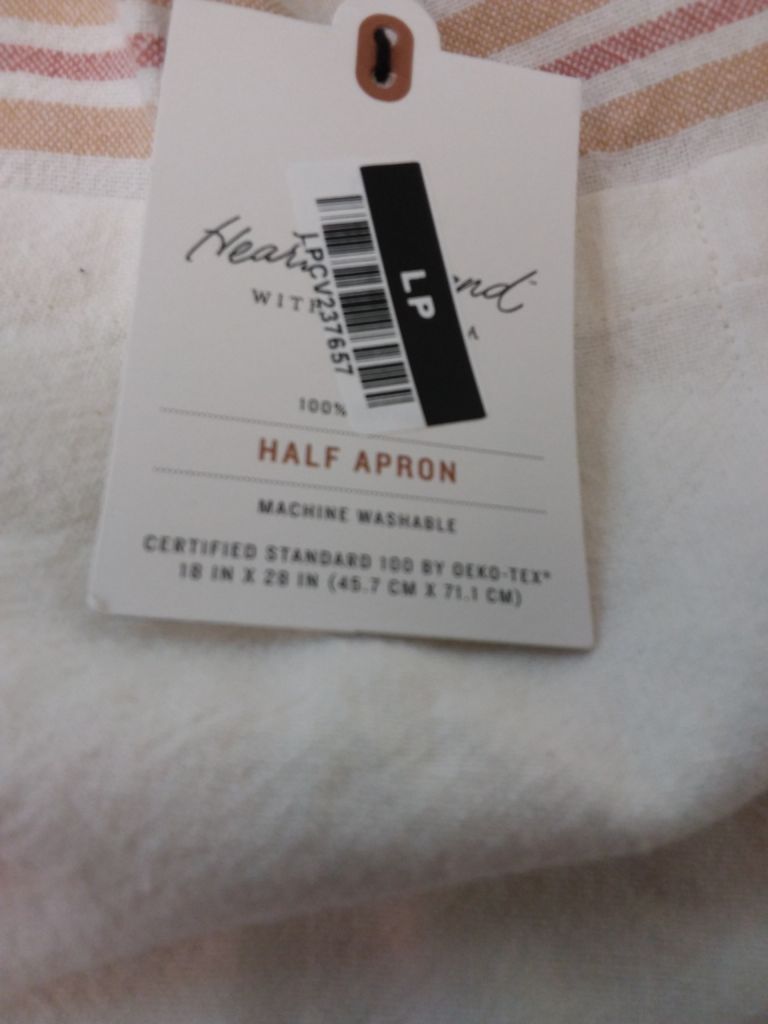 LP
LPCV237657
100%
HALF APRON
MACHINE WASHABLE
CERTIFIED STANDARD 100 BY OEKO-TEX®
18 IN X 28 IN (45.7 CM X 71.1 CM)